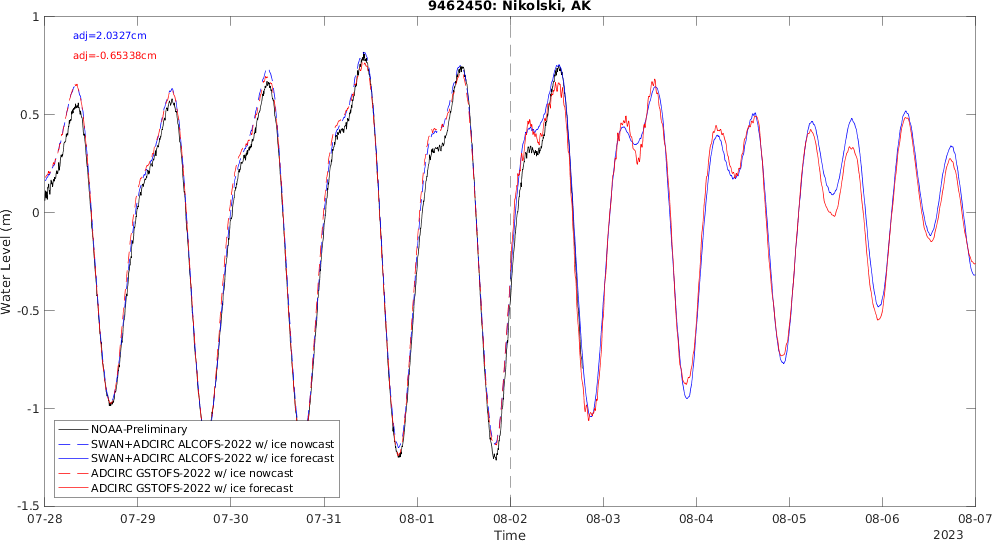 9462450: Nikolski, AK
adj=2.0327cm
adj=-0.65338cm
1
0.5
0
-0.5
-1
-1.5
Water Level (m)
NOAA-Preliminary
SWAN+ADCIRC ALCOFS-2022 w/ ice nowcast
SWAN+ADCIRC ALCOFS-2022 w/ ice forecast
ADCIRC GSTOFS-2022 w/ ice nowcast
ADCIRC GSTOFS-2022 w/ ice forecast
07-28 07-29 07-30 07-31 08-01 08-02 08-03 08-04 08-05 08-06 08-07
Time
2023